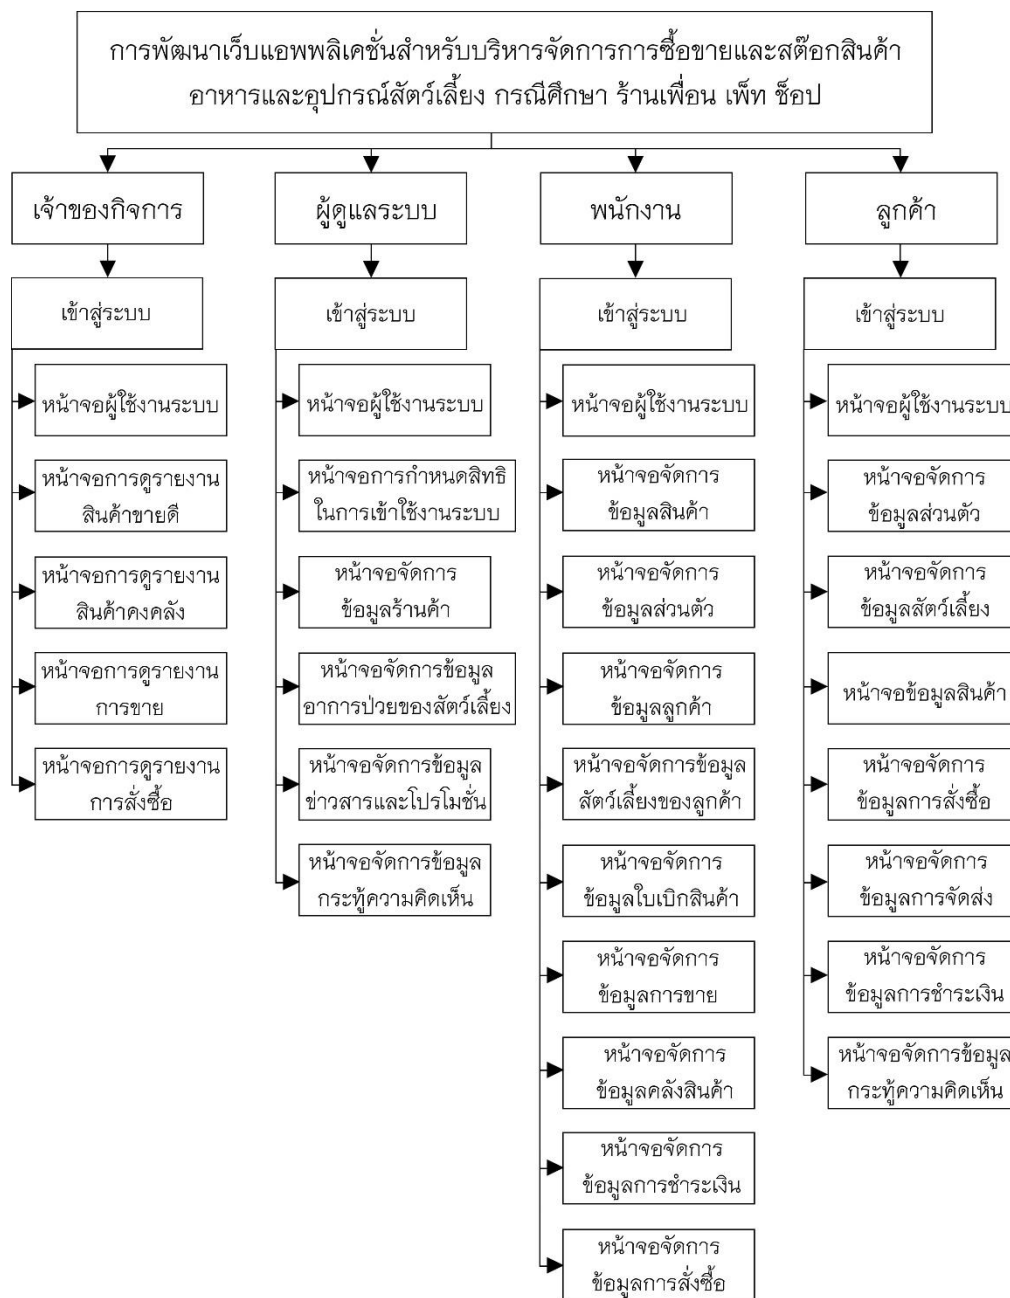 การพัฒนาเว็บแอพพลิเคชั่นสำหรับบริหารจัดการการซื้อขายและสต๊อกสินค้า
อาหารและอุปกรณ์สัตว์เลี้ยง กรณีศึกษา ร้านเพื่อน เพ็ท ช็อป
เจ้าของกิจการ
เข้าสู่ระบบ
หน้าจอผู้ใช้งานระบบ
หน้าจอการดูรายงาน
สินค้าขายดี
หน้าจอการดูรายงาน
สินค้าคงคลัง
หน้าจอการดูรายงาน
การขาย
หน้าจอการดูรายงาน
การสั่งซื้อ
ผู้ดูแลระบบ
เข้าสู่ระบบ
หน้าจอผู้ใช้งานระบบ
หน้าจอการกำหนดสิทธิ
ในการเข้าใช้งานระบบ
หน้าจอจัดการ
ข้อมูลร้านค้า
หน้าจอจัดการข้อมูล
อาการป่วยของสัตว์เลี้ยง
หน้าจอจัดการข้อมูล
ข่าวสารและโปรโมชั่น
หน้าจอจัดการข้อมูล
กระทู้ความคิดเห็น
พนักงาน
เข้าสู่ระบบ
หน้าจอผู้ใช้งานระบบ
หน้าจอจัดการ
ข้อมูลสินค้า
หน้าจอจัดการ
ข้อมูลส่วนตัว
หน้าจอจัดการ
ข้อมูลลูกค้า
หน้าจอจัดการข้อมูล
สัตว์เลี้ยงของลูกค้า
หน้าจอจัดการ
ข้อมูลใบเบิกสินค้า
หน้าจอจัดการ
ข้อมูลการขาย
หน้าจอจัดการ
ข้อมูลคลังสินค้า
หน้าจอจัดการ
ข้อมูลการชำระเงิน
หน้าจอจัดการ
ข้อมูลการสั่งซื้อ
ลูกค้า
เข้าสู่ระบบ
หน้าจอผู้ใช้งานระบบ
หน้าจอจัดการ
ข้อมูลส่วนตัว
หน้าจอจัดการ
ข้อมูลสัตว์เลี้ยง
หน้าจอข้อมูลสินค้า
หน้าจอจัดการ
ข้อมูลการสั่งซื้อ
หน้าจอจัดการ
ข้อมูลการจัดส่ง
หน้าจอจัดการ
ข้อมูลการชำระเงิน
หน้าจอจัดการข้อมูล
กระทู้ความคิดเห็น